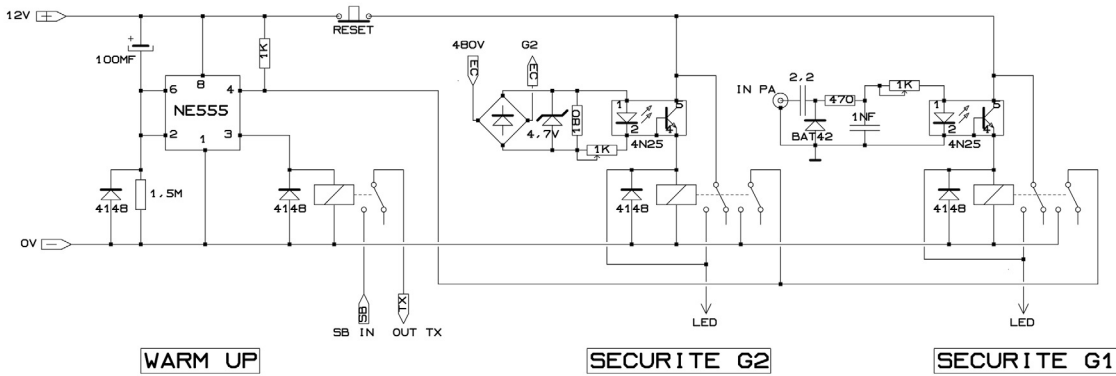 12V +
RESET
100MF
+
1K
6
8
4
NE555
2
1
3
1,5M
4148
4148
0V -
SB
TX
SB IN
OUT TX
WARM UP
480V
G2
EC
EC
4,7V
180
1K
1
2
5
4
4N25
4148
LED
SECURITE G2
IN PA
2,2
470
BAT42
1NF
1K
1
2
5
4
4N25
4148
LED
SECURITE G1